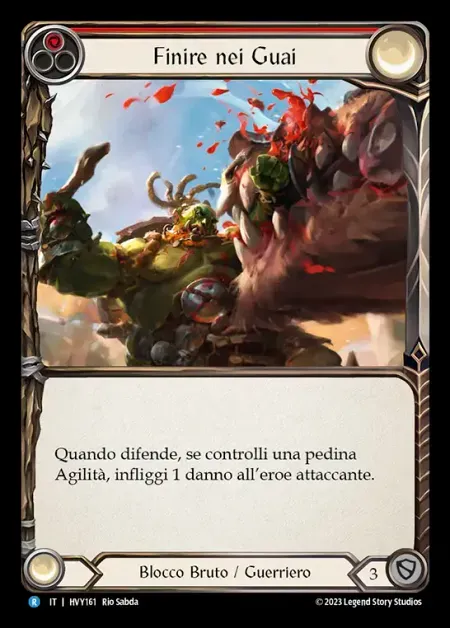 Finire nei Guai
Quando difende, se controlli una pedina
Agilità, infliggi 1 danno all'eroe attaccante.
Blocco Bruto / Guerriero
3
R IT | HVY161 Rio Sabda
© 2023 Legend Story Studios